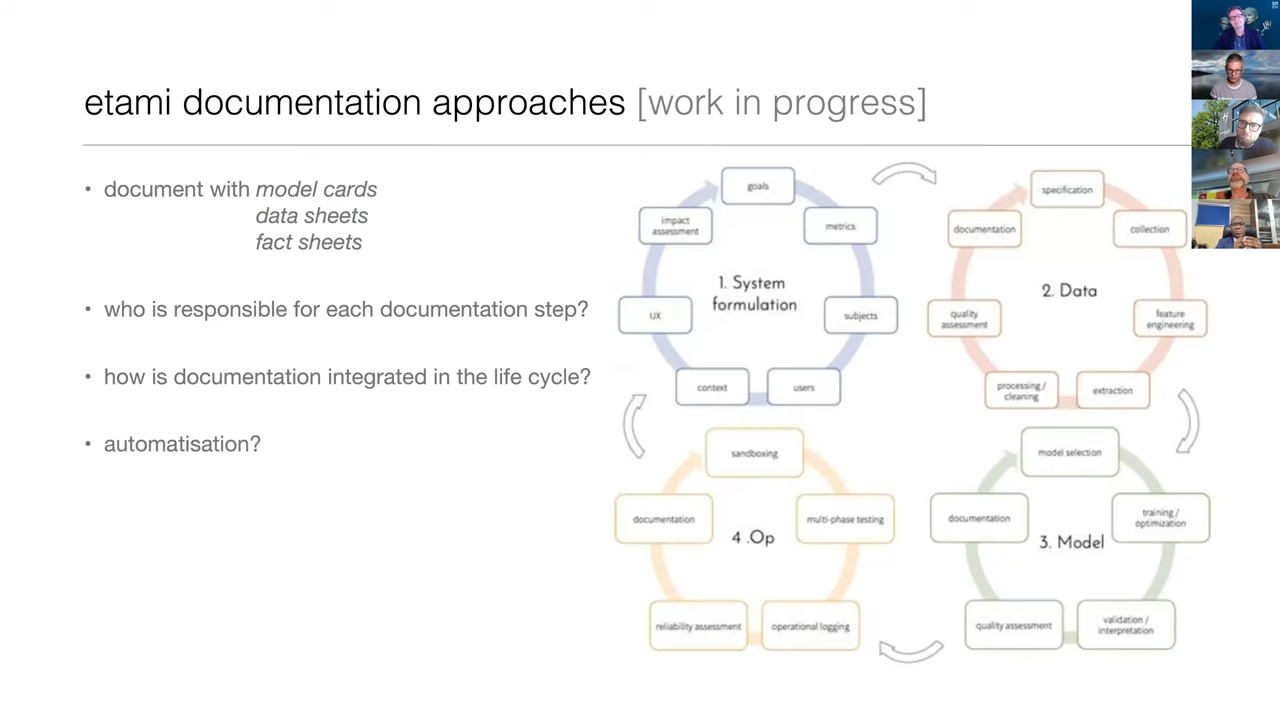 etami documentation approaches [work in progress]
• document with model cards
data sheets
fact sheets
• who is responsible for each documentation step?
• how is documentation integrated in the life cycle?
• automatisation?
goals
metrics
subjects
users
context
UX
impact
assessment
1. System
formulation
specification
collection
feature
engineering
extraction
processing /
cleaning
quality
assessment
documentation
2. Data
model selection
training /
optimization
validation /
interpretation
quality assessment
documentation
3. Model
sandboxing
multi-phase testing
operational logging
reliability assessment
documentation
4 .Op